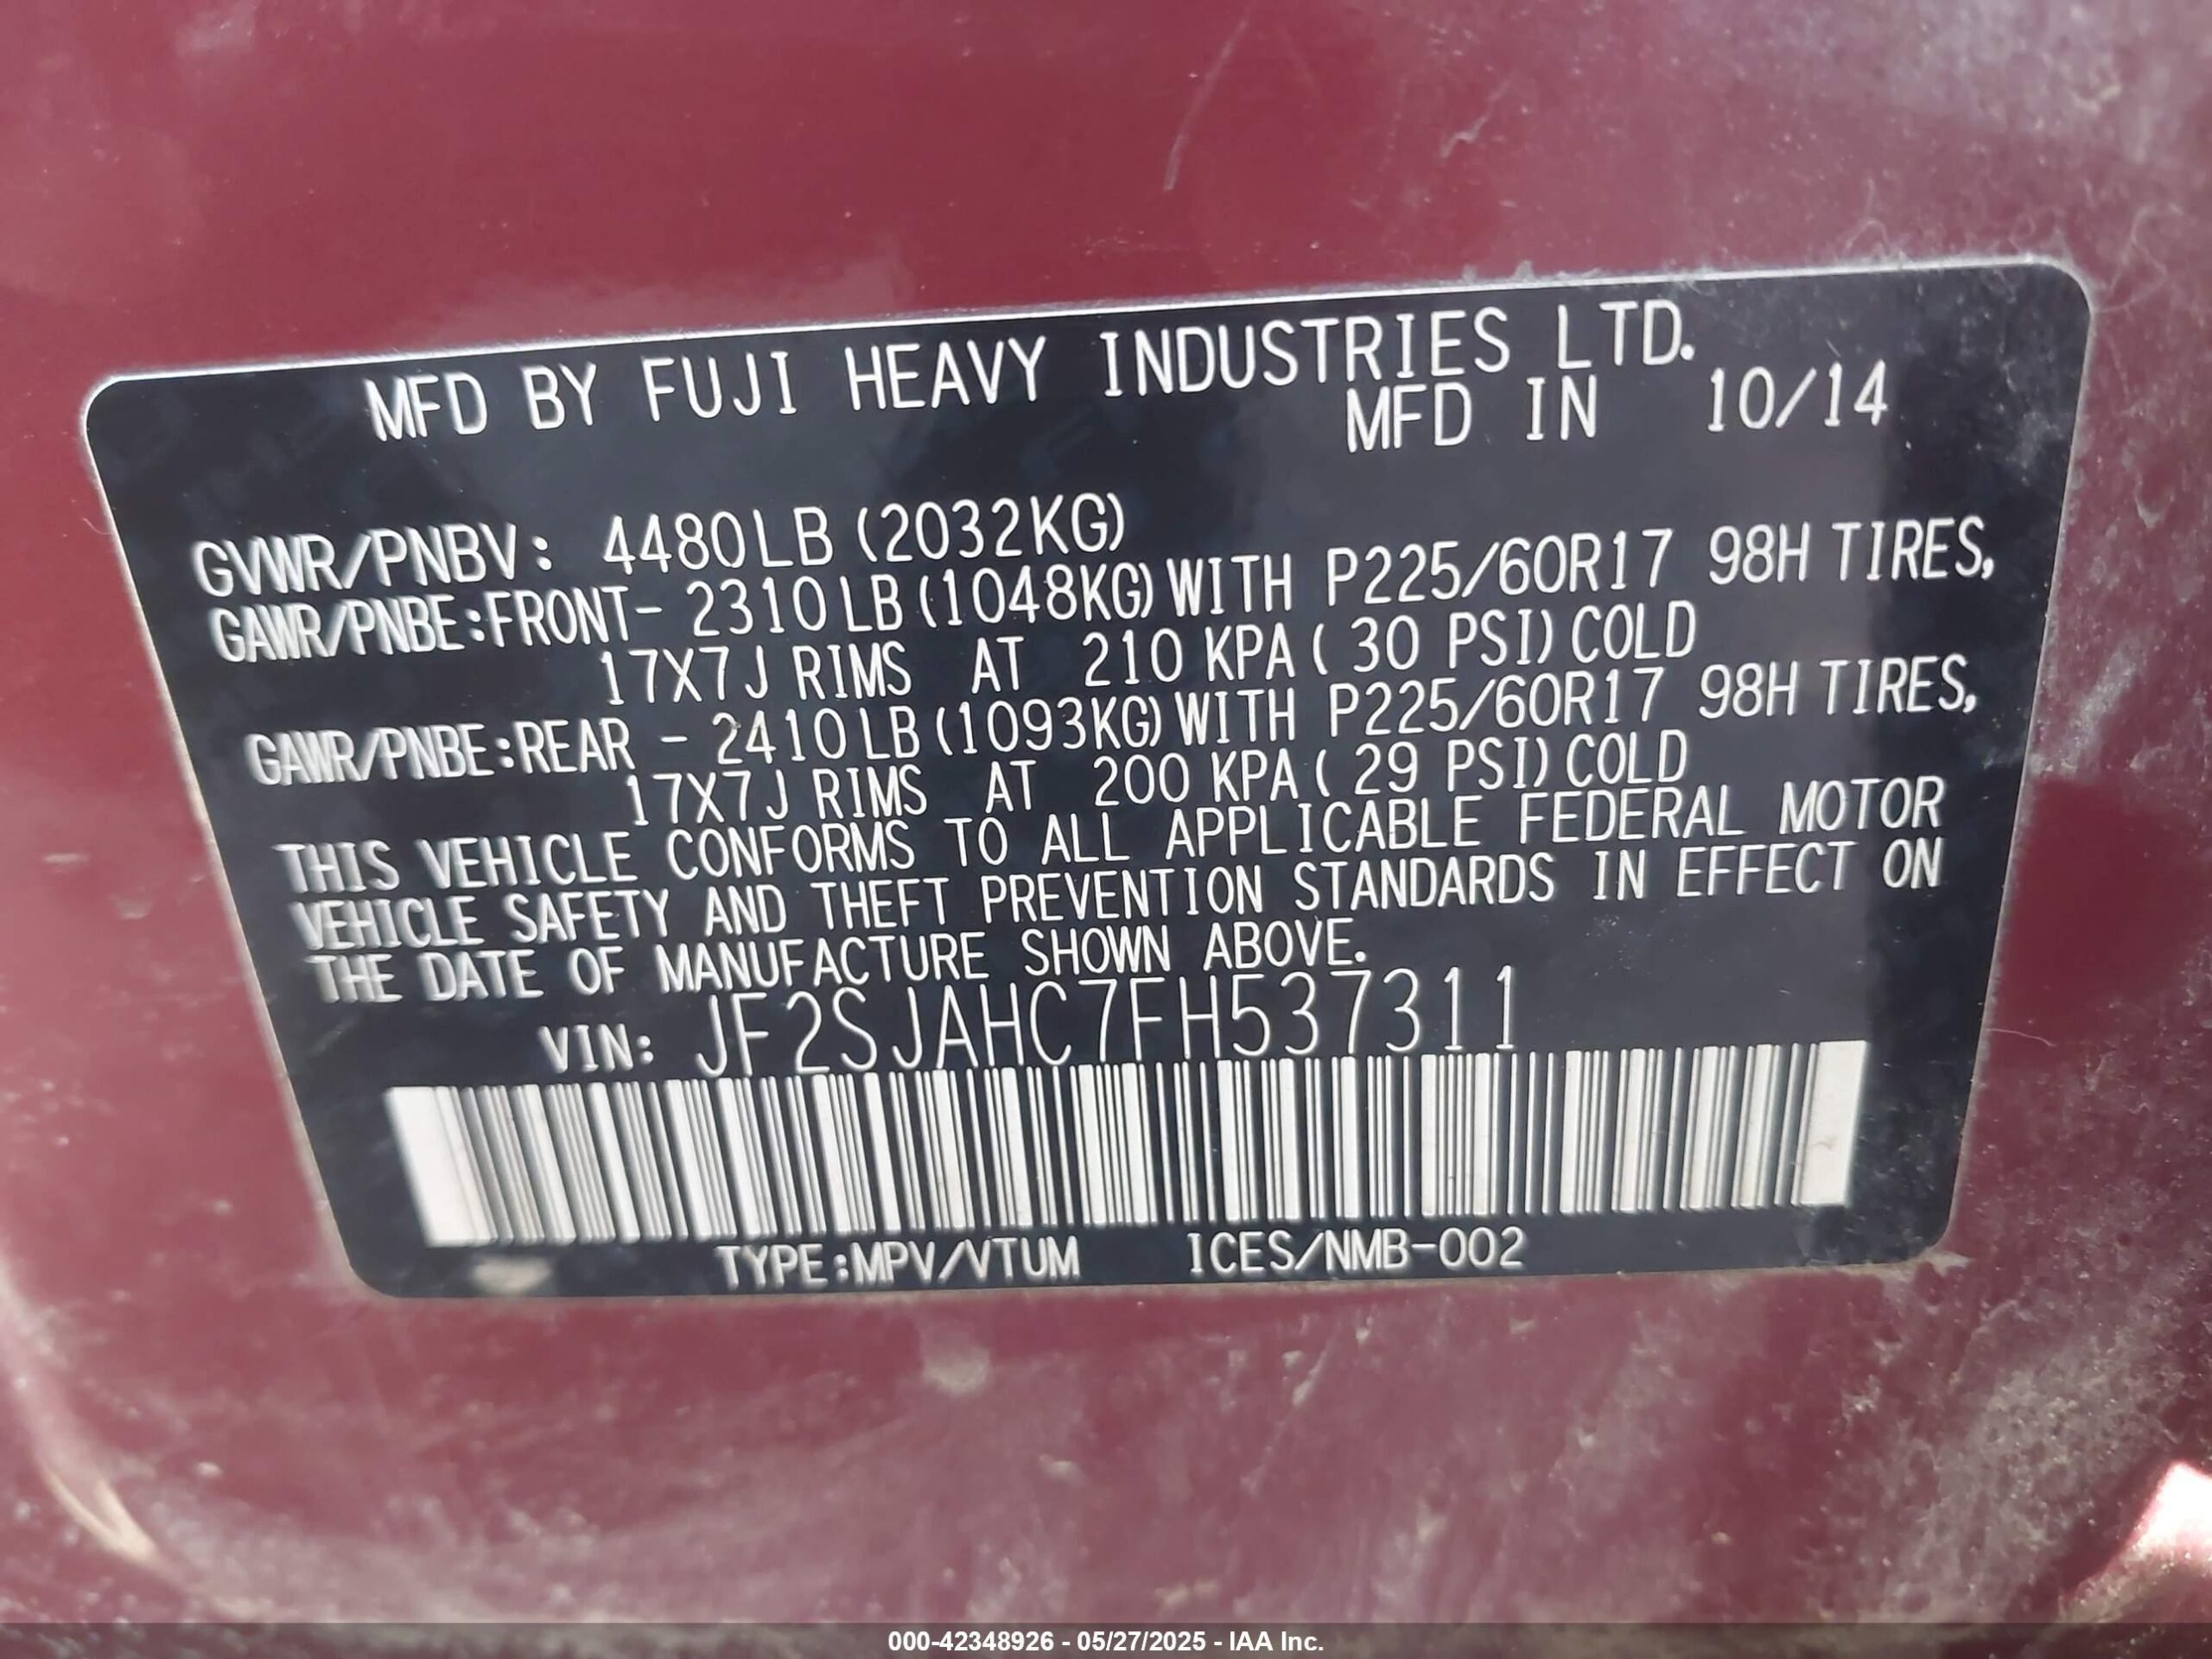 MFD BY FUJI HEAVY INDUSTRIES LTD.
MFD IN 10/14
GVWR/PNBV: 4480LB (2032KG)
GAWR/PNBE:FRONT- 2310LB(1048KG)WITH P225/60R17 98H TIRES,
17X7J RIMS AT 210 KPA( 30 PSI)COLD
GAWR/PNBE:REAR - 2410LB(1093KG)WITH P225/60R17 98H TIRES,
17X7J RIMS AT 200 KPA( 29 PSI)COLD
THIS VEHICLE CONFORMS TO ALL APPLICABLE FEDERAL MOTOR
VEHICLE SAFETY AND THEFT PREVENTION STANDARDS IN EFFECT ON
THE DATE OF MANUFACTURE SHOWN ABOVE.
VIN: JF2SJAHC7FH537311
TYPE:MPV/VTUM ICES/NMB-002
000-42348926 - 05/27/2025 - IAA Inc.